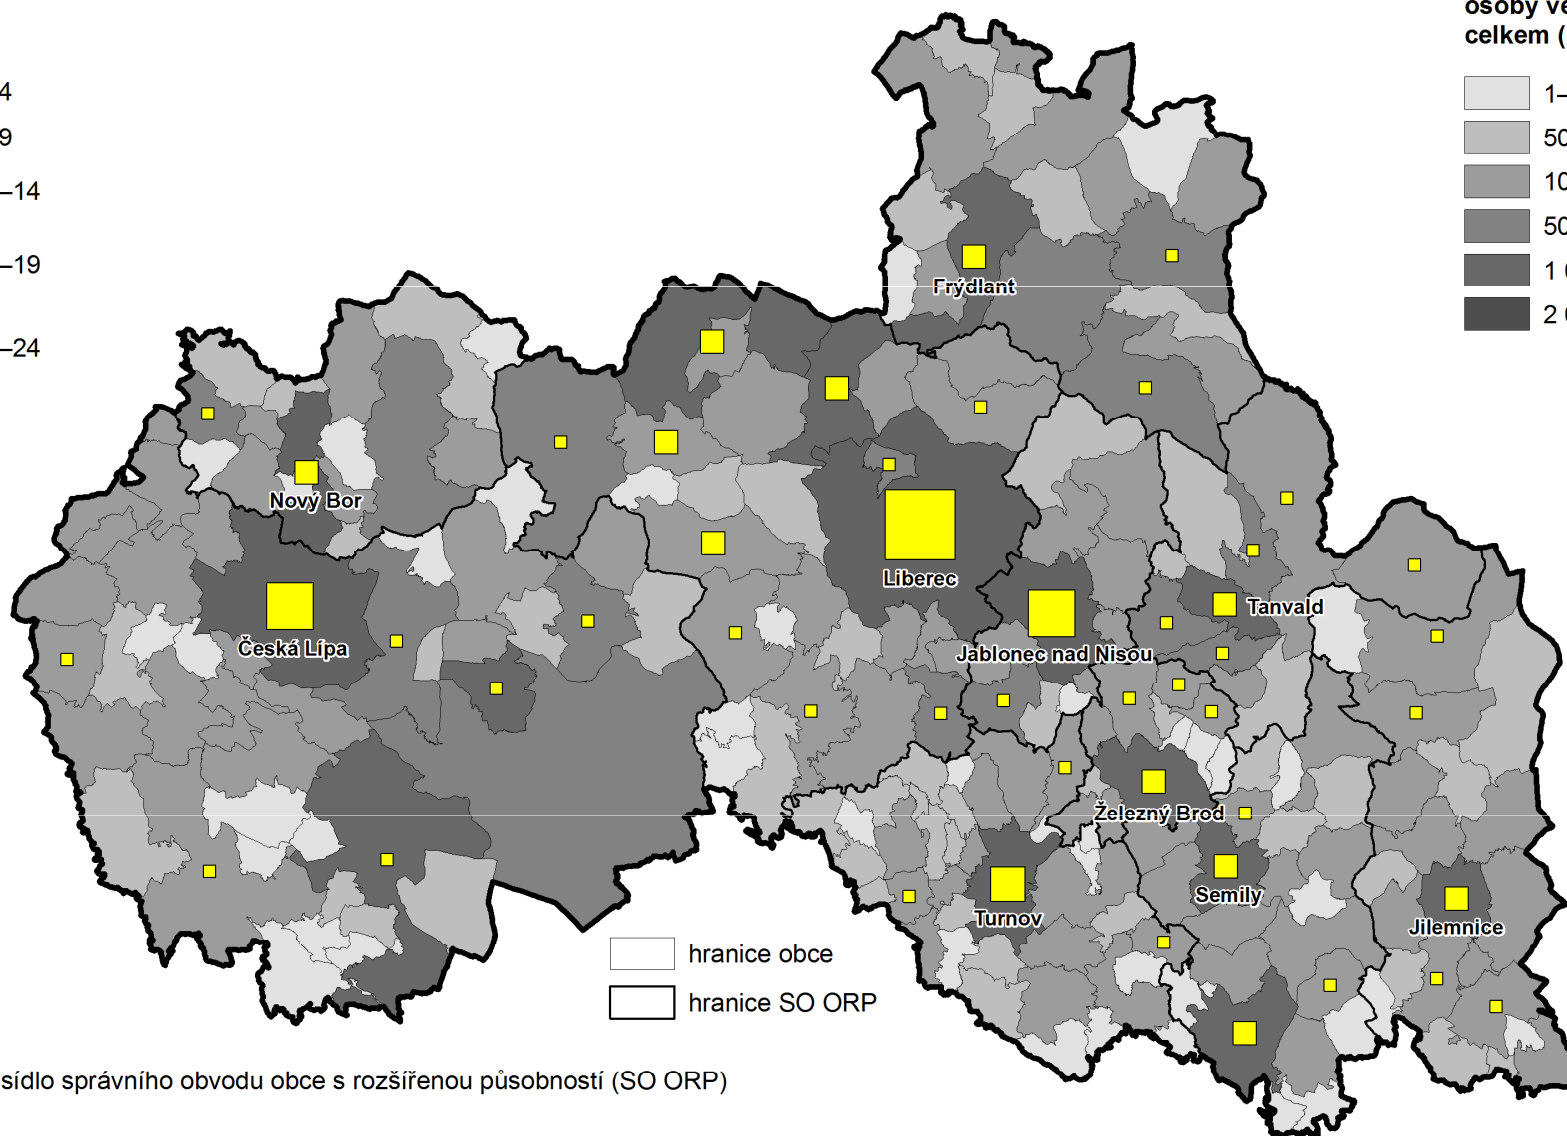 osoby ve
celkem (
4
9
–14
–19
–24
1–
50
10
50
1 0
2 0
Frýdlant
Nový Bor
Liberec
Česká Lípa
Tanvald
Jablonec nad Nisou
Železný Brod
Semily
Turnov
Jilemnice
hranice obce
hranice SO ORP
sídlo správního obvodu obce s rozšířenou působností (SO ORP)